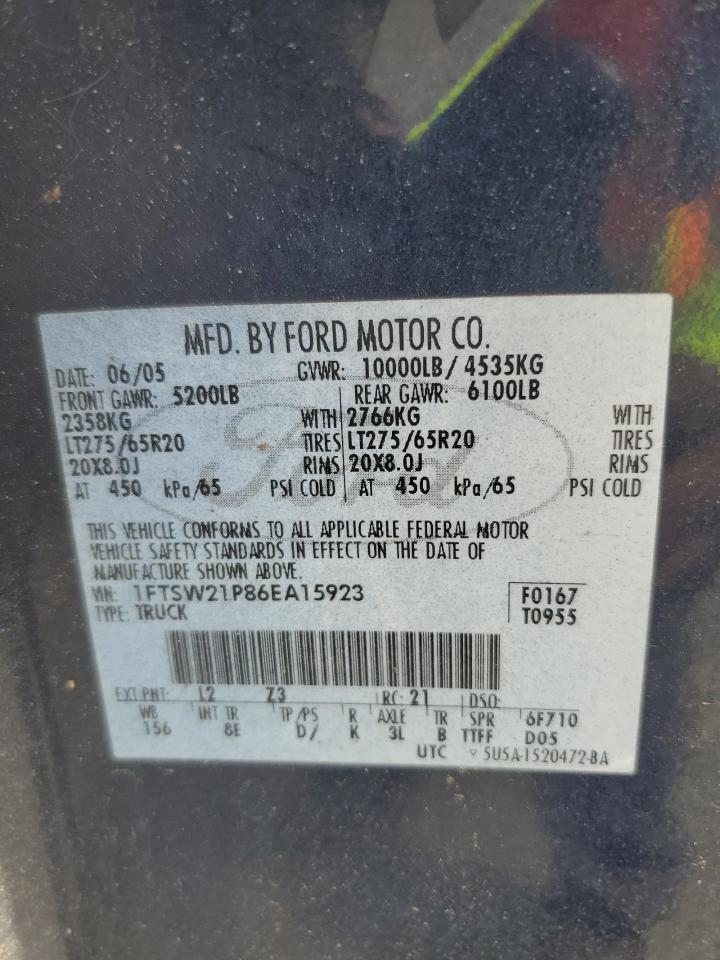 MFD. BY FORD MOTOR CO.
DATE: 06/05 GVWR: 10000LB / 4535KG
FRONT GAWR: 5200LB REAR GAWR: 6100LB
2358KG WITH 2766KG WITH
LT275/65R20 TIRES LT275/65R20 TIRES
20X8.0J RIMS 20X8.0J RIMS
AT 450 kPa/65 PSI COLD AT 450 kPa/65 PSI COLD
THIS VEHICLE CONFORMS TO ALL APPLICABLE FEDERAL MOTOR
VEHICLE SAFETY STANDARDS IN EFFECT ON THE DATE OF
MANUFACTURE SHOWN ABOVE.
VIN: 1FTSW21P86EA15923 F0167
TYPE: TRUCK T0955
EXT PNT: L2 Z3 RC: 21 DSO:
WB INT TR TP/PS R AXLE TR SPR 6F710
156 8E D/ K 3L B TTFF D05
UTC ▽ 5U5A-1520472-BA
Ford